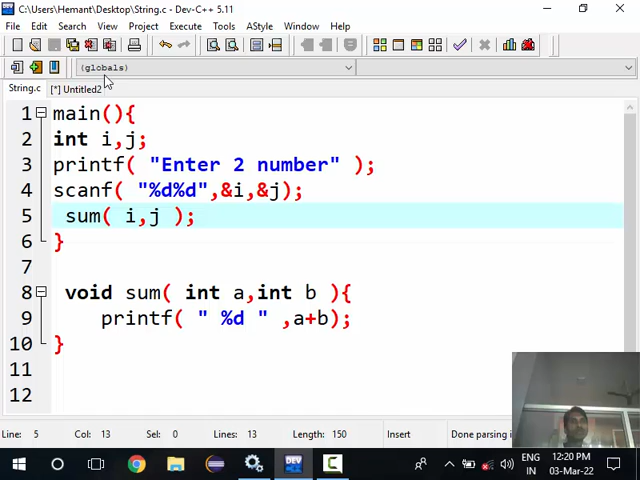 C:\Users\Hemant\Desktop\String.c - Dev-C++ 5.11
File Edit Search View Project Execute Tools AStyle Window Help
(globals)
String.c [*] Untitled2
1 main(){
2 int i,j;
3 printf( "Enter 2 number" );
4 scanf( "%d%d",&i,&j);
5 sum( i,j );
6 }
7
8 void sum( int a,int b ){
9 printf( " %d " ,a+b);
10 }
11
12
Line: 5 Col: 13 Sel: 0 Lines: 13 Length: 150 Insert Done parsing i
DEV
ENG 12:20 PM
IN 03-Mar-22